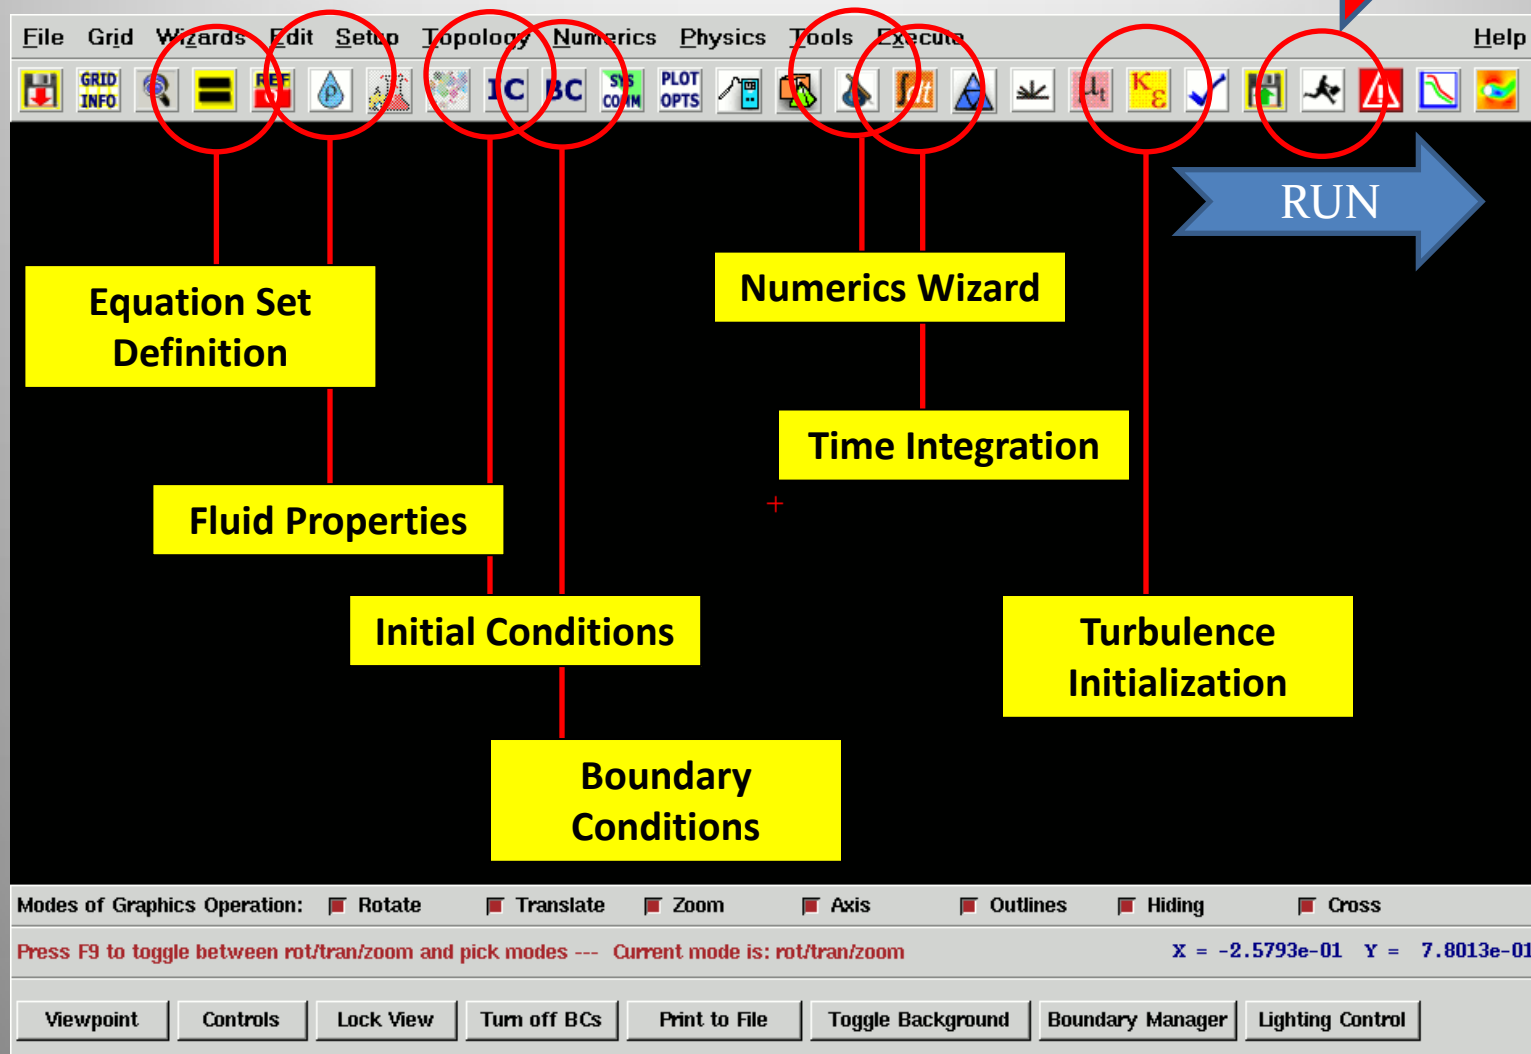 File Grid Wizards Edit Setup Topology Numerics Physics Tools Execute Help
GRID INFO REF ρ IC BC SYS COMM PLOT OPTS ∫dt μt Kε
RUN
Equation Set
Definition
Numerics Wizard
Time Integration
Fluid Properties
Initial Conditions
Turbulence
Initialization
Boundary
Conditions
Modes of Graphics Operation: Rotate Translate Zoom Axis Outlines Hiding Cross
Press F9 to toggle between rot/tran/zoom and pick modes --- Current mode is: rot/tran/zoom X = -2.5793e-01 Y = 7.8013e-01
Viewpoint Controls Lock View Turn off BCs Print to File Toggle Background Boundary Manager Lighting Control